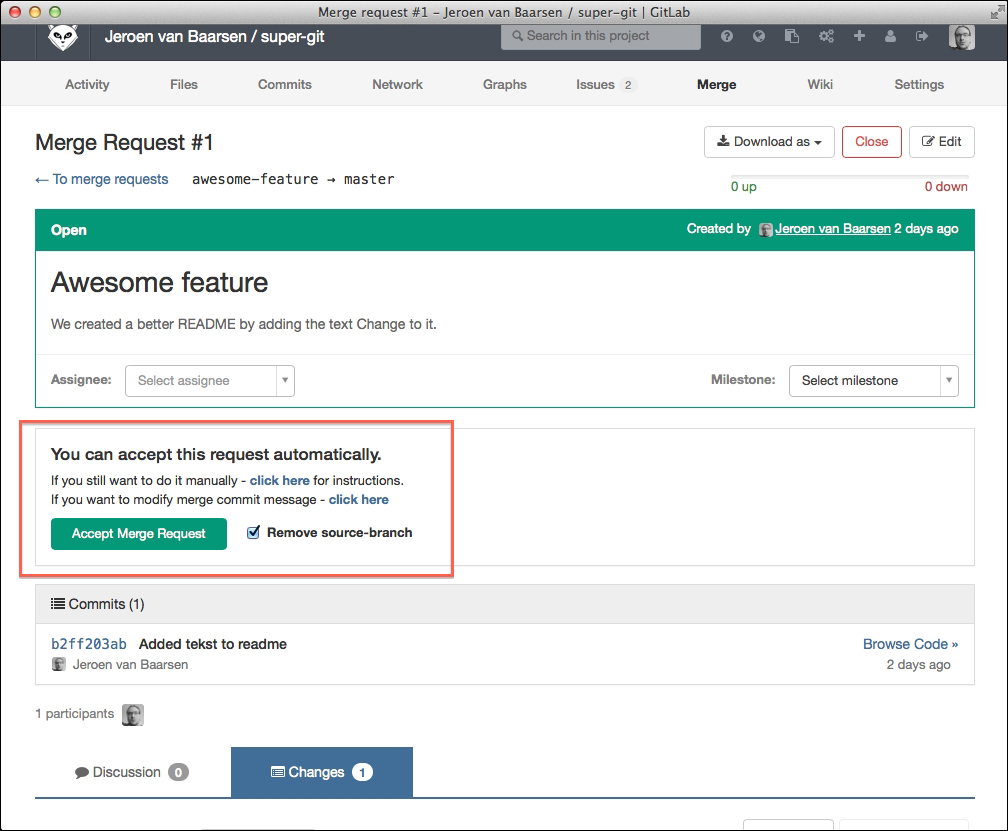 Merge request #1 – Jeroen van Baarsen / super-git | GitLab
Jeroen van Baarsen / super-git
Search in this project
Activity Files Commits Network Graphs Issues 2 Merge Wiki Settings
Merge Request #1
Download as Close Edit
← To merge requests awesome-feature → master
0 up 0 down
Open
Created by Jeroen van Baarsen 2 days ago
Awesome feature
We created a better README by adding the text Change to it.
Assignee: Select assignee
Milestone: Select milestone
You can accept this request automatically.
If you still want to do it manually - click here for instructions.
If you want to modify merge commit message - click here
Accept Merge Request Remove source-branch
Commits (1)
b2ff203ab Added tekst to readme
Browse Code »
Jeroen van Baarsen
2 days ago
1 participants
Discussion 0 Changes 1